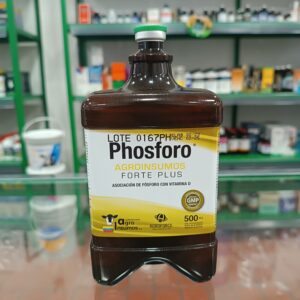 LOTE 0167PH
Phosforo
AGROINSUMOS
FORTE PLUS
ASOCIACIÓN DE FÓSFORO CON VITAMINA D
GMP
agro
insumos
500